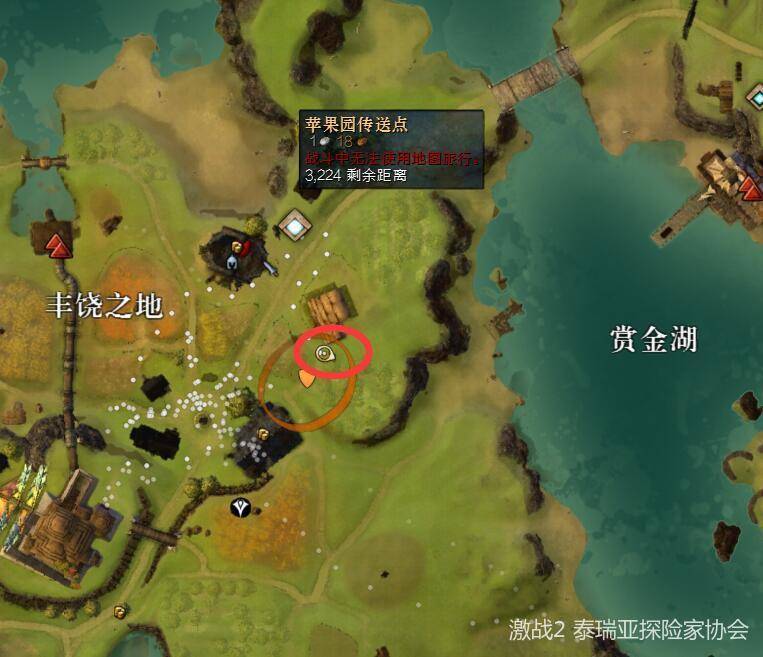 苹果园传送点
1 18
战斗中无法使用地图旅行。
3,224 剩余距离
丰饶之地
赏金湖
激战2 泰瑞亚探险家协会